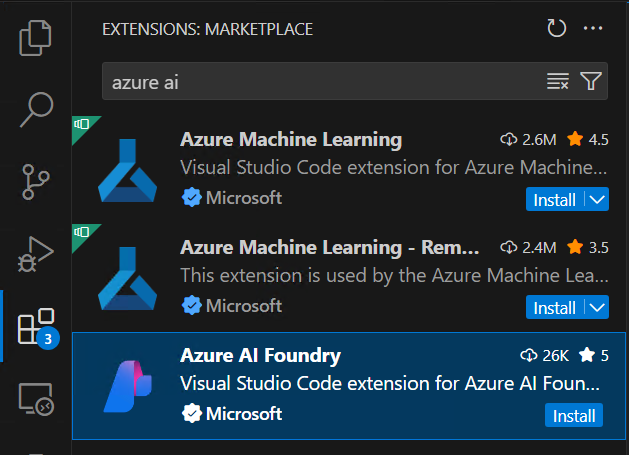 EXTENSIONS: MARKETPLACE
azure ai
Azure Machine Learning 2.6M 4.5
Visual Studio Code extension for Azure Machine...
Microsoft Install
Azure Machine Learning - Rem... 2.4M 3.5
This extension is used by the Azure Machine Lea...
Microsoft Install
3
Azure AI Foundry 26K 5
Visual Studio Code extension for Azure AI Foun...
Microsoft Install